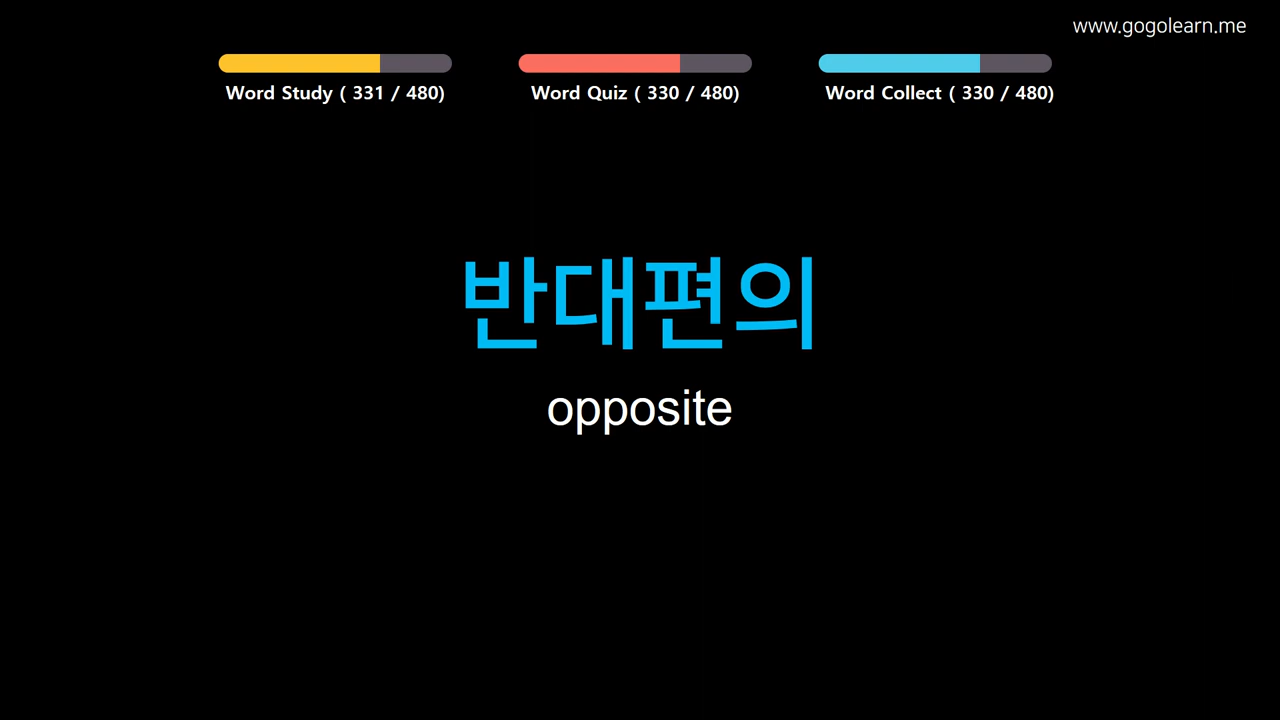 www.gogolearn.me
Word Study ( 331 / 480)
Word Quiz ( 330 / 480)
Word Collect ( 330 / 480)
반대편의
opposite